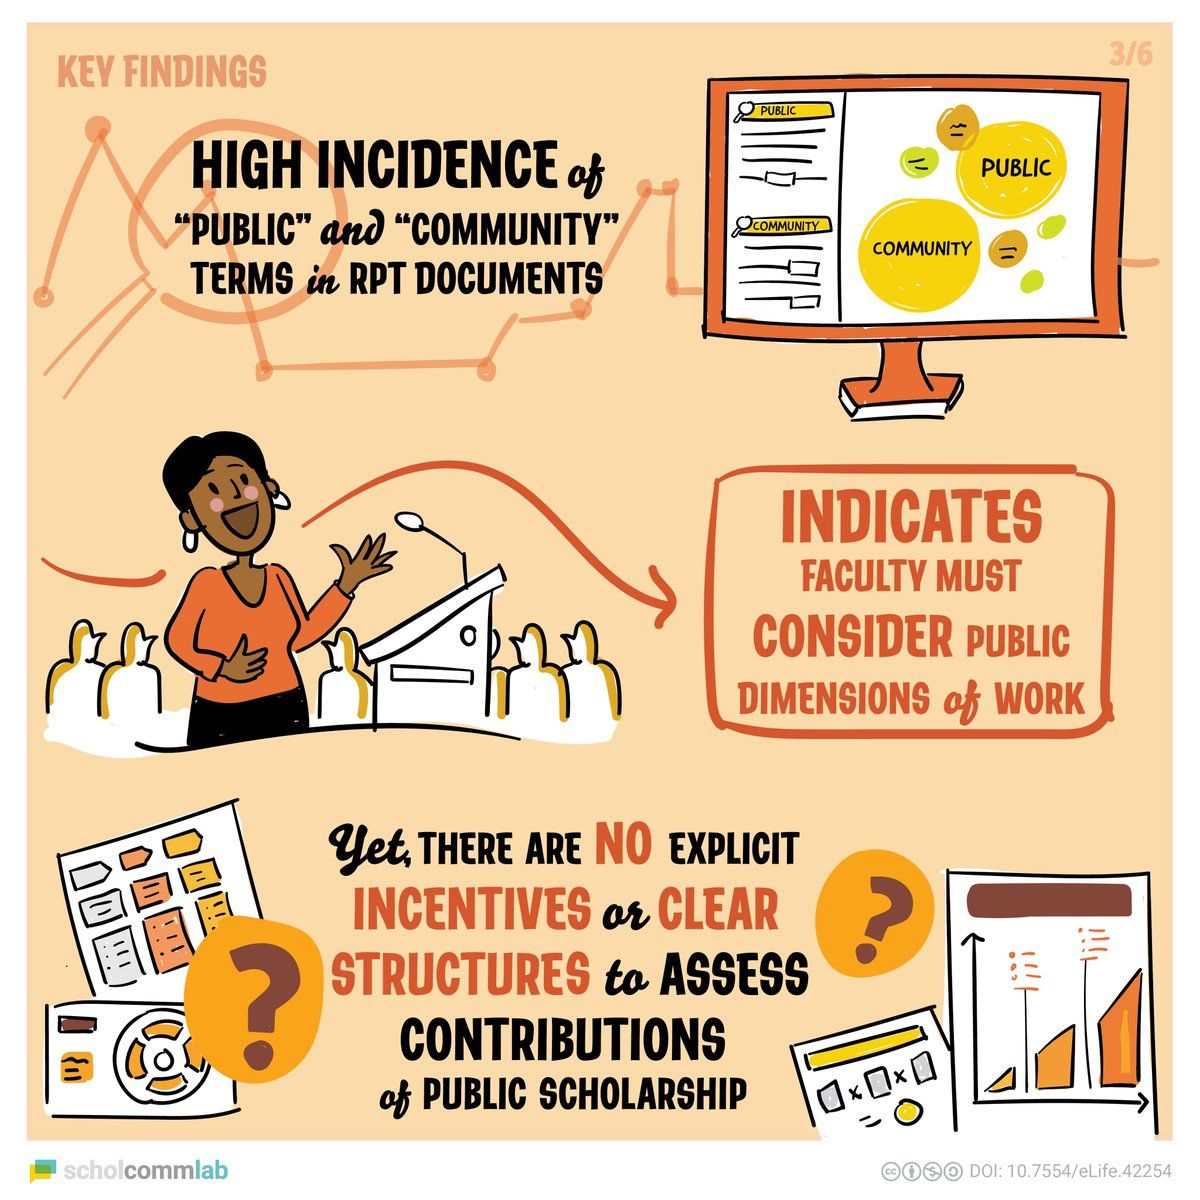 KEY FINDINGS
3/6
HIGH INCIDENCE of
“PUBLIC” and “COMMUNITY”
TERMS in RPT DOCUMENTS
PUBLIC
COMMUNITY
PUBLIC
COMMUNITY
INDICATES
FACULTY MUST
CONSIDER PUBLIC
DIMENSIONS of WORK
Yet, THERE ARE NO EXPLICIT
INCENTIVES or CLEAR
STRUCTURES to ASSESS
CONTRIBUTIONS
of PUBLIC SCHOLARSHIP
?
?
x x
scholcommlab
DOI: 10.7554/eLife.42254